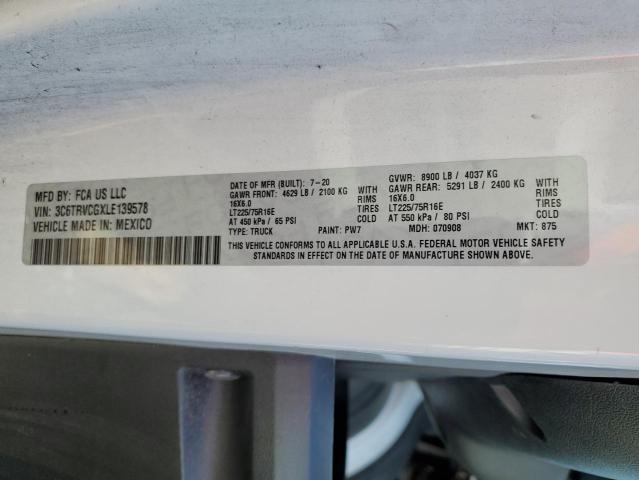 MFD BY: FCA US LLC
VIN: 3C6TRVCGXLE139578
VEHICLE MADE IN: MEXICO
DATE OF MFR (BUILT): 7-20 GVWR: 8900 LB / 4037 KG
GAWR FRONT: 4629 LB / 2100 KG WITH GAWR REAR: 5291 LB / 2400 KG WITH
16X6.0 RIMS 16X6.0 RIMS
LT225/75R16E TIRES LT225/75R16E TIRES
AT 450 kPa / 65 PSI COLD AT 550 kPa / 80 PSI COLD
TYPE: TRUCK PAINT: PW7 MDH: 070908 MKT: 875
THIS VEHICLE CONFORMS TO ALL APPLICABLE U.S.A. FEDERAL MOTOR VEHICLE SAFETY
STANDARDS IN EFFECT ON THE DATE OF MANUFACTURE SHOWN ABOVE.